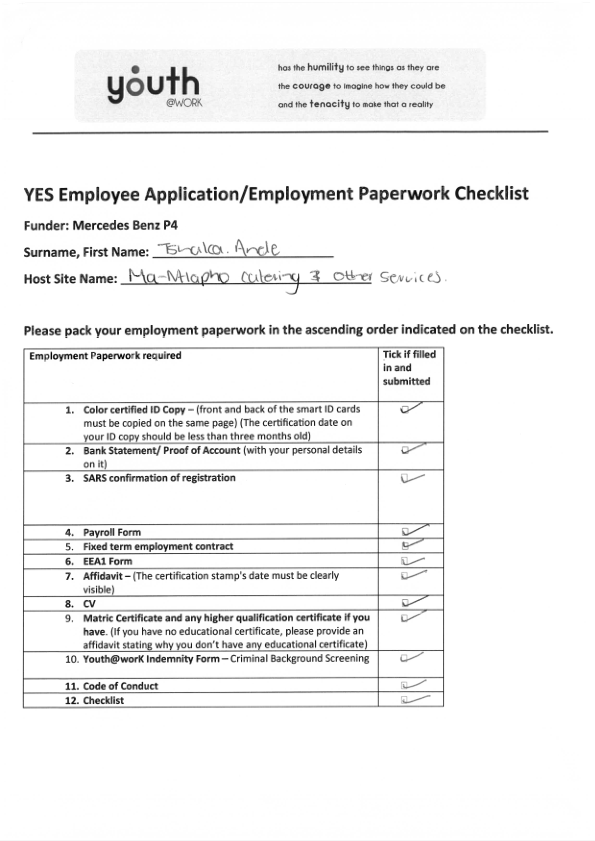 youth
@WORK
has the humility to see things as they are
the courage to imagine how they could be
and the tenacity to make that a reality
YES Employee Application/Employment Paperwork Checklist
Funder: Mercedes Benz P4
Surname, First Name: Anele
Host Site Name: Ma-Ntlapho Catering & other Services.
Please pack your employment paperwork in the ascending order indicated on the checklist.
Employment Paperwork required
Tick if filled
in and
submitted
1. Color certified ID Copy – (front and back of the smart ID cards
must be copied on the same page) (The certification date on
your ID copy should be less than three months old)
2. Bank Statement/ Proof of Account (with your personal details
on it)
3. SARS confirmation of registration
4. Payroll Form
5. Fixed term employment contract
6. EEA1 Form
7. Affidavit – (The certification stamp's date must be clearly
visible)
8. CV
9. Matric Certificate and any higher qualification certificate if you
have. (If you have no educational certificate, please provide an
affidavit stating why you don't have any educational certificate)
10. Youth@worK Indemnity Form – Criminal Background Screening
11. Code of Conduct
12. Checklist